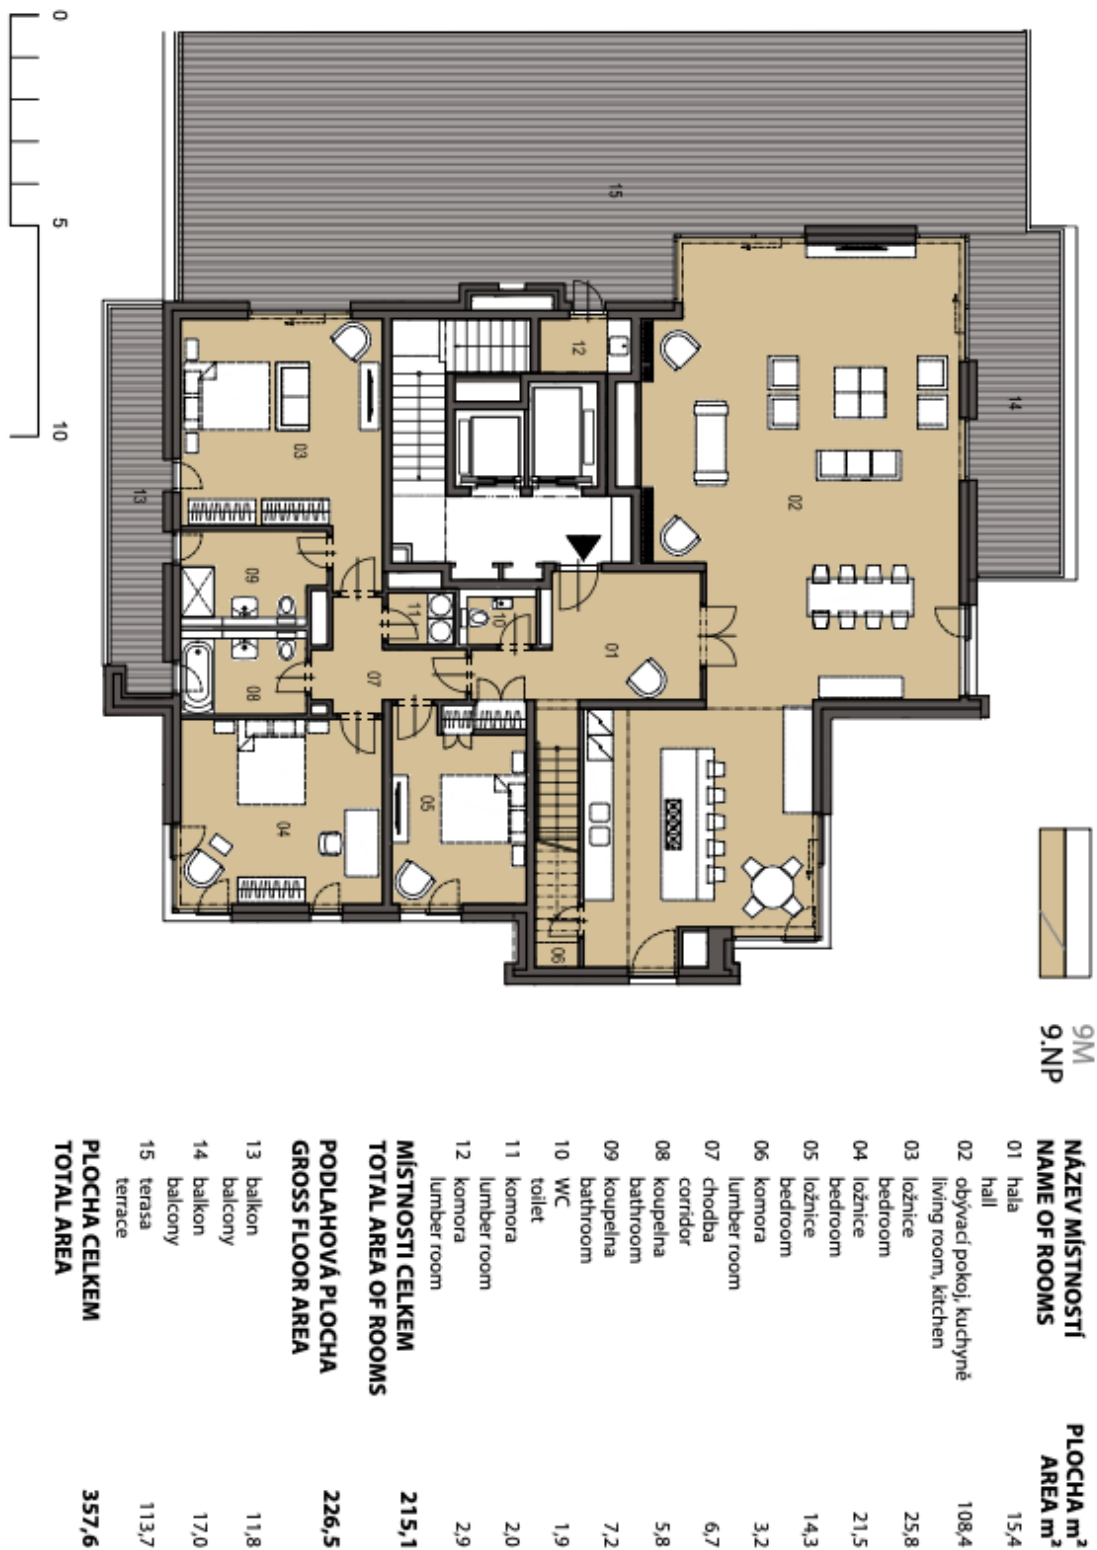 0
5
10
15
14
13
12
03
02
09
11
10
01
07
08
05
04
06
9M
9.NP
NÁZEV MÍSTNOSTÍ PLOCHA m²
NAME OF ROOMS AREA m²
01 hala 15,4
hall
02 obývací pokoj, kuchyně 108,4
living room, kitchen
03 ložnice 25,8
bedroom
04 ložnice 21,5
bedroom
05 ložnice 14,3
bedroom
06 komora 3,2
lumber room
07 chodba 6,7
corridor
08 koupelna 5,8
bathroom
09 koupelna 7,2
bathroom
10 WC 1,9
toilet
11 komora 2,0
lumber room
12 komora 2,9
lumber room
MÍSTNOSTI CELKEM 215,1
TOTAL AREA OF ROOMS
PODLAHOVÁ PLOCHA 226,5
GROSS FLOOR AREA
13 balkon 11,8
balcony
14 balkon 17,0
balcony
15 terasa 113,7
terrace
PLOCHA CELKEM 357,6
TOTAL AREA